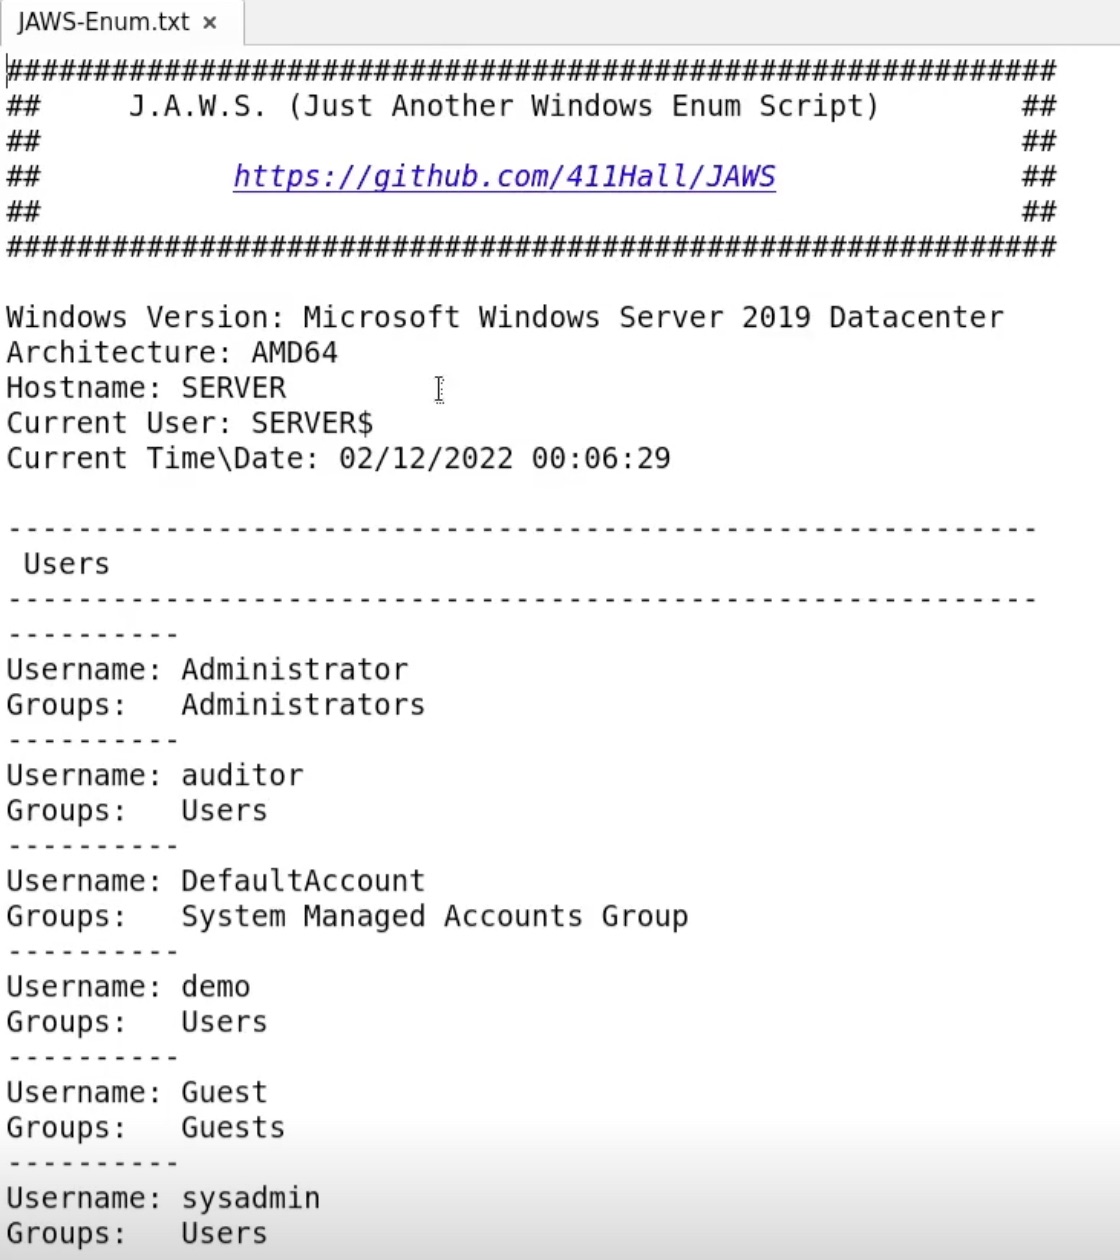 JAWS-Enum.txt ×
############################################################
##     J.A.W.S. (Just Another Windows Enum Script)        ##
##                                                        ##
##           https://github.com/411Hall/JAWS              ##
##                                                        ##
############################################################
Windows Version: Microsoft Windows Server 2019 Datacenter
Architecture: AMD64
Hostname: SERVER
Current User: SERVER$
Current Time\Date: 02/12/2022 00:06:29
-----------------------------------------------------------
 Users
-----------------------------------------------------------
----------
Username: Administrator
Groups:   Administrators
----------
Username: auditor
Groups:   Users
----------
Username: DefaultAccount
Groups:   System Managed Accounts Group
----------
Username: demo
Groups:   Users
----------
Username: Guest
Groups:   Guests
----------
Username: sysadmin
Groups:   Users